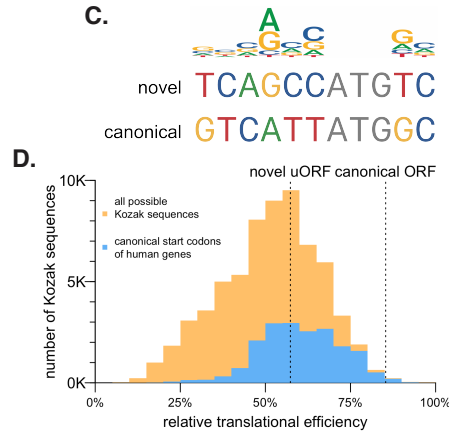 C.
novel TCAGCCATGTC
canonical GTCATTATGGC
D.
novel uORF canonical ORF
10K
all possible
Kozak sequences
canonical start codons
of human genes
5K
0K
number of Kozak sequences
0% 25% 50% 75% 100%
relative translational efficiency